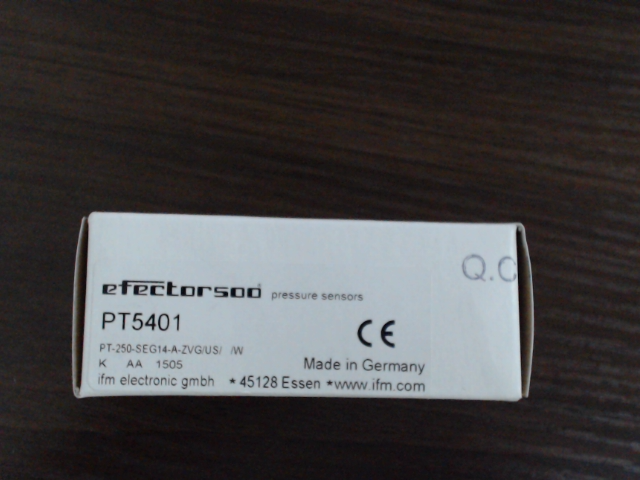 Q.C
efector500 pressure sensors
PT5401
CE
PT-250-SEG14-A-ZVG/US/ /W
K AA 1505 Made in Germany
ifm electronic gmbh * 45128 Essen * www.ifm.com